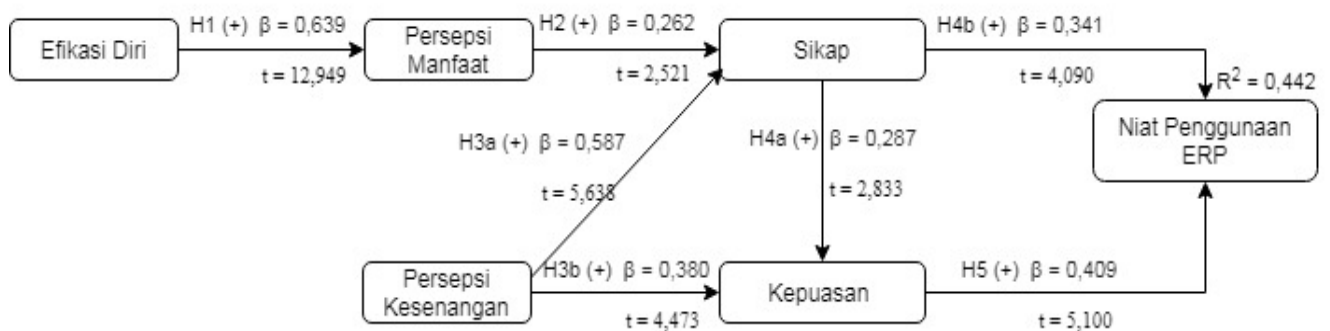 H1 (+) β = 0,639
H2 (+) β = 0,262
H4b (+) β = 0,341
Efikasi Diri
Persepsi
Manfaat
Sikap
t = 12,949
t = 2,521
t = 4,090
R² = 0,442
H3a (+) β = 0,587
H4a (+) β = 0,287
Niat Penggunaan
ERP
t = 5,638
t = 2,833
Persepsi
Kesenangan
H3b (+) β = 0,380
Kepuasan
H5 (+) β = 0,409
t = 4,473
t = 5,100